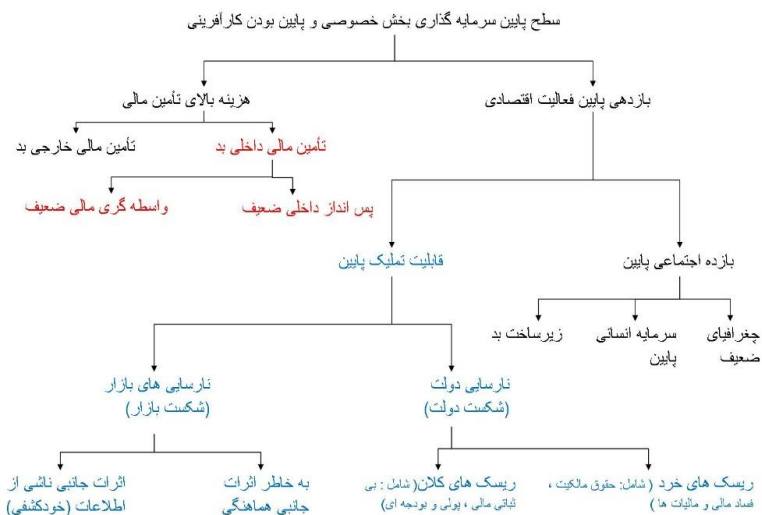 سطح پایین سرمایه گذاری بخش خصوصی و پایین بودن کارآفرینی
بازدهی پایین فعالیت اقتصادی
هزینه بالای تأمین مالی
تأمین مالی داخلی بد
تأمین مالی خارجی بد
پس انداز داخلی ضعیف
واسطه گری مالی ضعیف
بازده اجتماعی پایین
قابلیت تملیک پایین
جغرافیای
ضعیف
سرمایه انسانی
پایین
زیرساخت بد
نارسایی دولت
(شکست دولت)
نارسایی های بازار
(شکست بازار)
ریسک های خرد ( شامل: حقوق مالکیت ،
فساد مالی و مالیات ها )
ریسک های کلان( شامل : بی
ثباتی مالی ، پولی و بودجه ای)
به خاطر اثرات
جانبی هماهنگی
اثرات جانبی ناشی از
اطلاعات (خودکشفی)